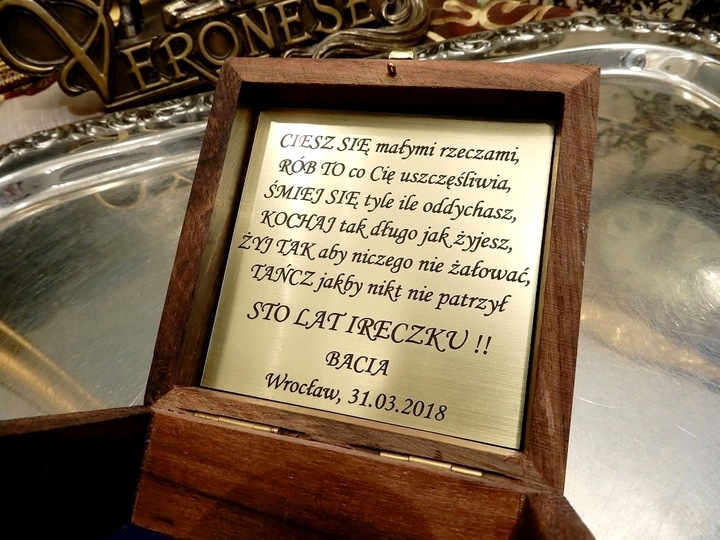 VERONESE
CIESZ SIĘ małymi rzeczami,
RÓB TO co Cię uszczęśliwia,
ŚMIEJ SIĘ tyle ile oddychasz,
KOCHAJ tak długo jak żyjesz,
ŻYJ TAK aby niczego nie żałować,
TAŃCZ jakby nikt nie patrzył
STO LAT IRECZKU !!
BACIA
Wrocław, 31.03.2018